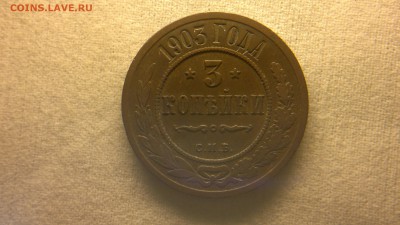 COINS.LAVE.RU
1903 ГОДА
3
КОПѢЙКИ
С.П.Б.